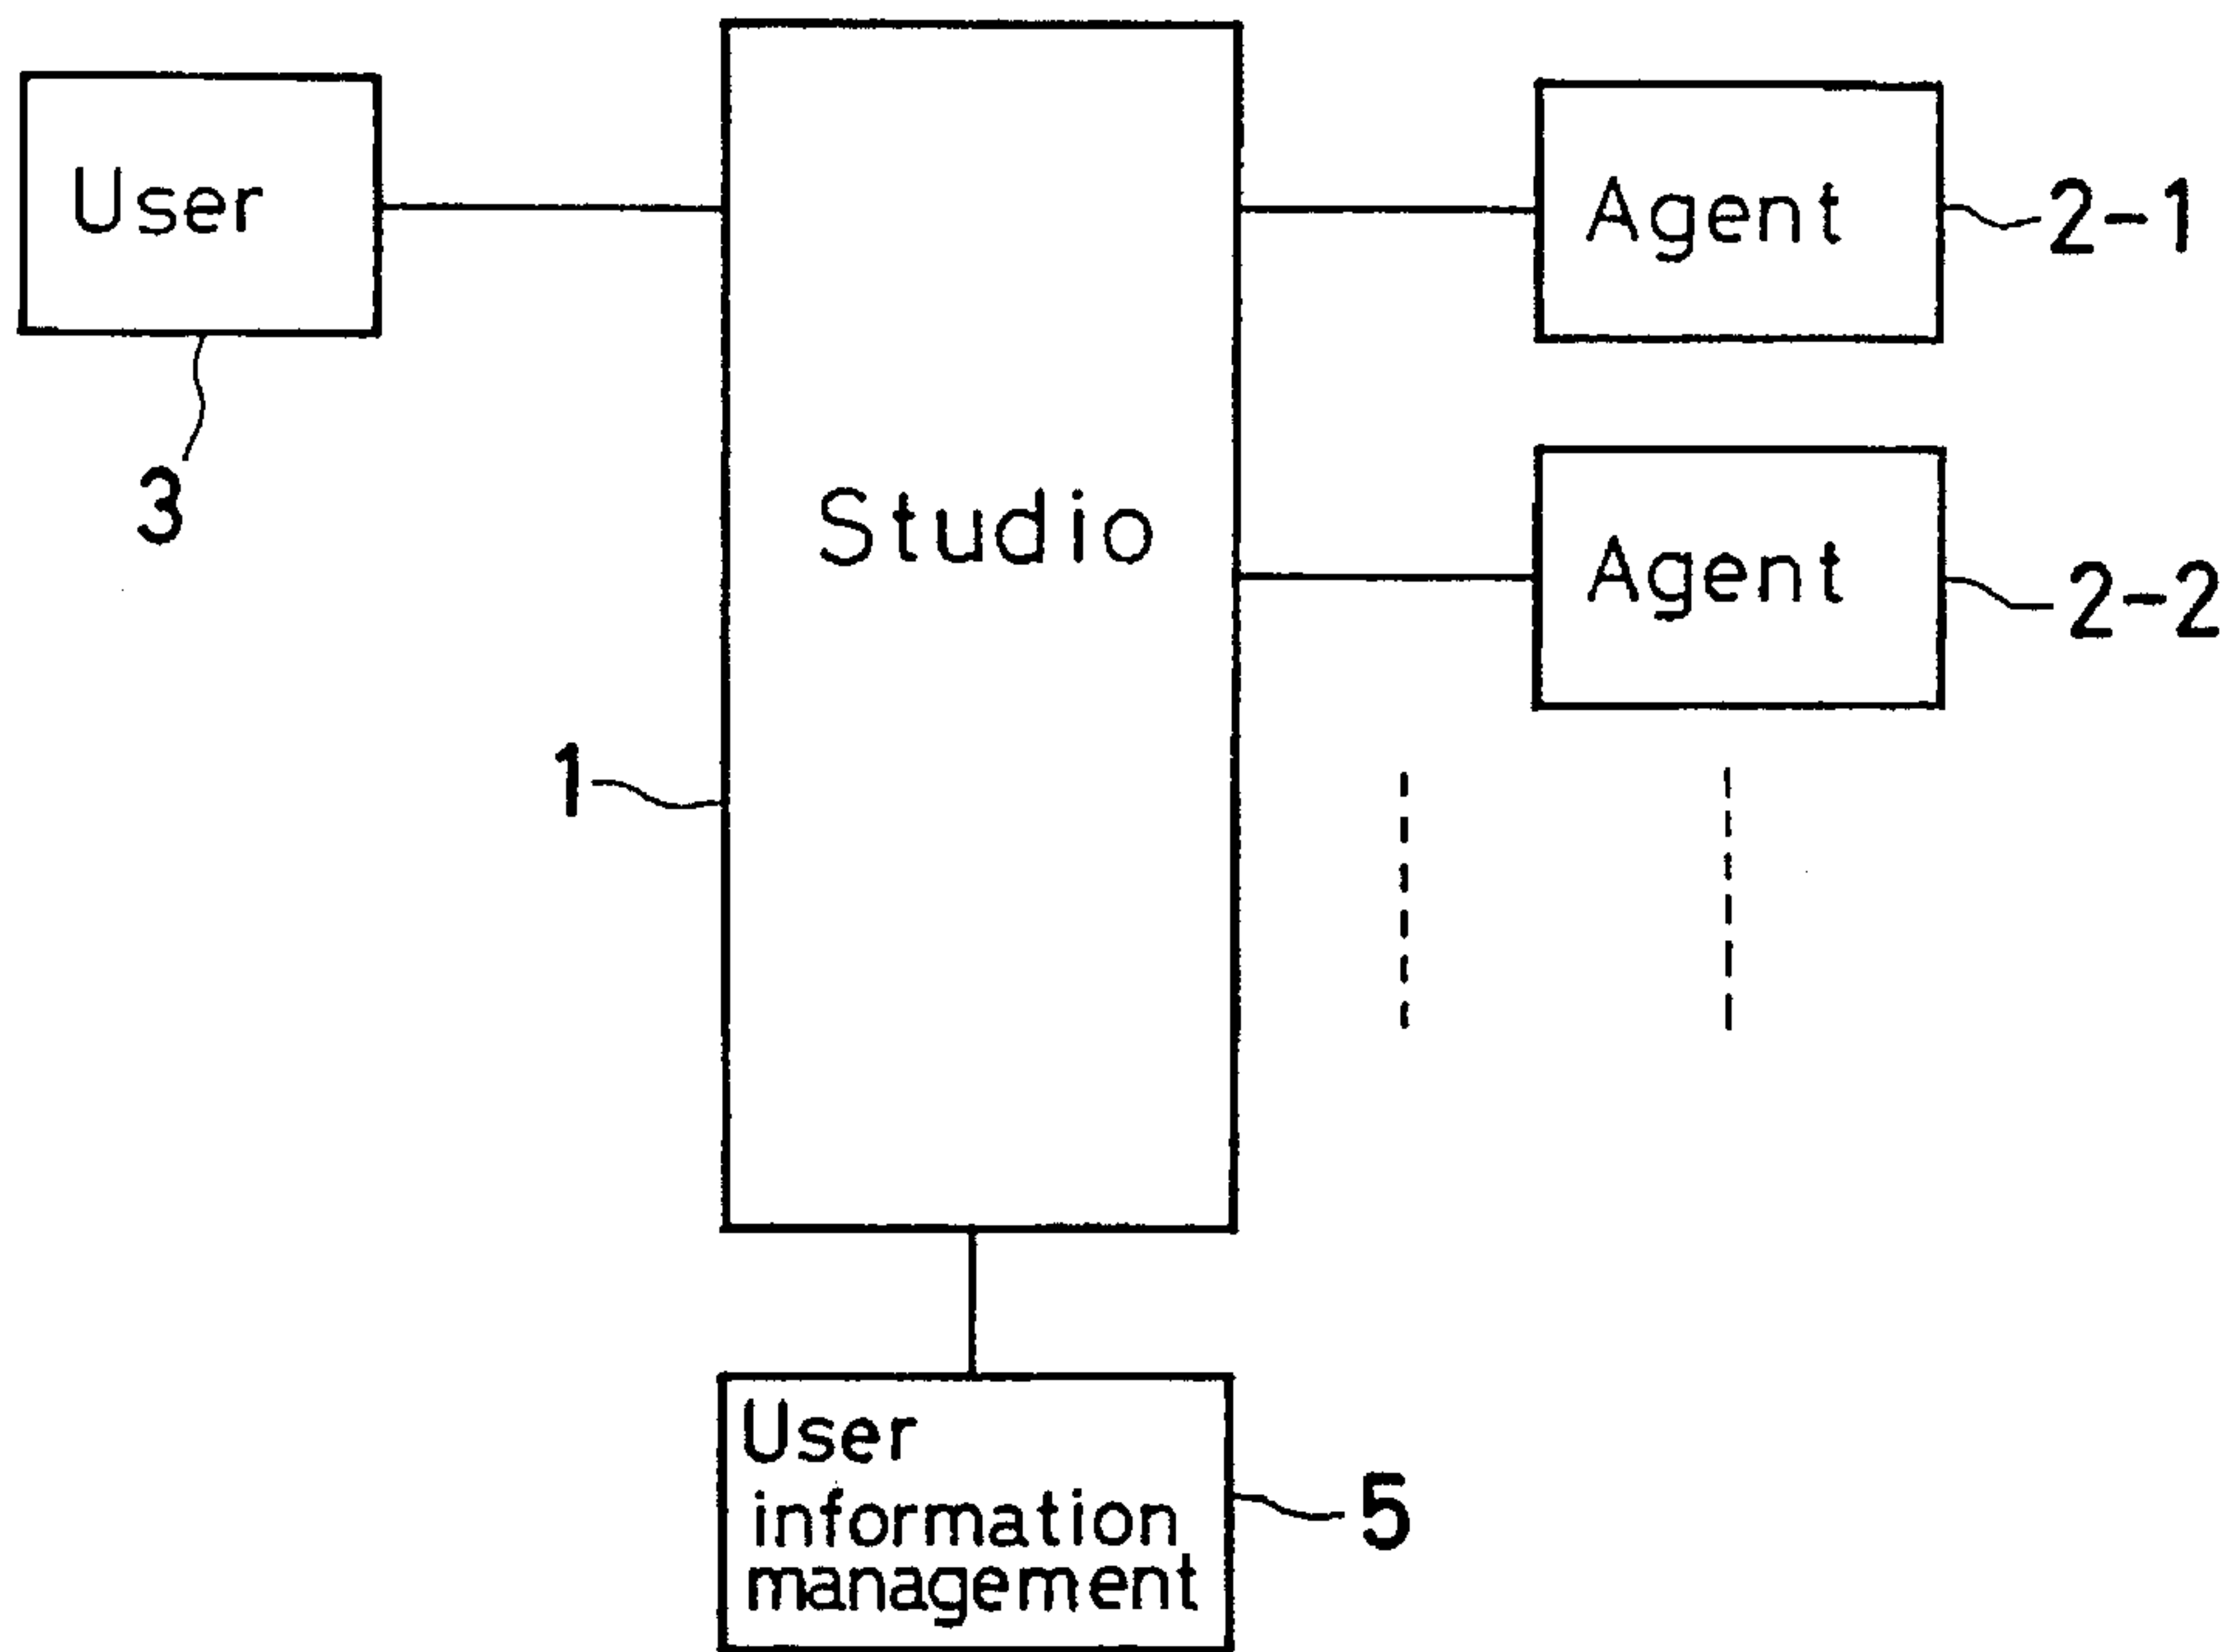 User
3
Studio
1
Agent
2-1
Agent
2-2
User
information
management
5